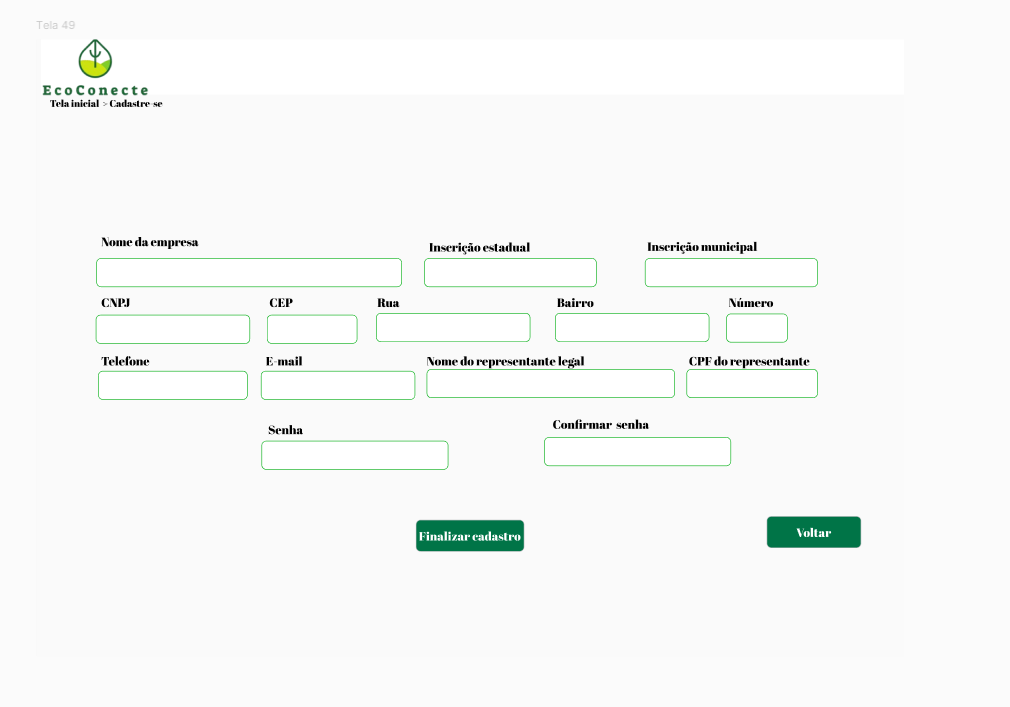 Tela 49
EcoConecte
Tela inicial > Cadastre-se
Nome da empresa
Inscrição estadual
Inscrição municipal
CNPJ
CEP
Rua
Bairro
Número
Telefone
E-mail
Nome do representante legal
CPF do representante
Senha
Confirmar senha
Finalizar cadastro
Voltar